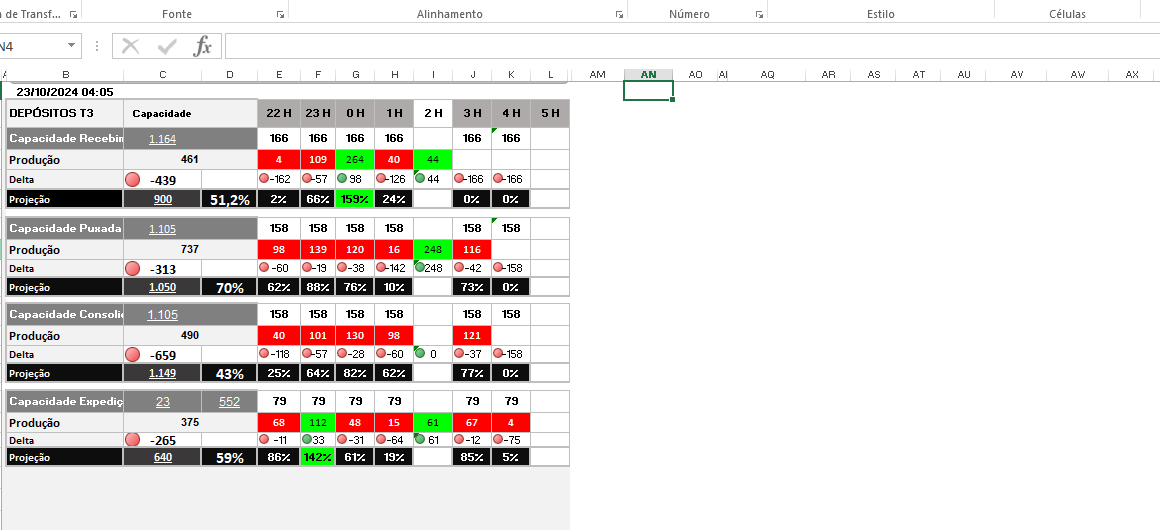 a de Transf... Fonte Alinhamento Número Estilo Células
N4 fx
A B C D E F G H I J K L AM AN AO AI AQ AR AS AT AU AV AW AX
23/10/2024 04:05
DEPÓSITOS T3 Capacidade 22 H 23 H 0 H 1 H 2 H 3 H 4 H 5 H
Capacidade Recebin 1.164 166 166 166 166 166 166
Produção 461 4 109 264 40 44
Delta -439 -162 -57 98 -126 44 -166 -166
Projeção 900 51,2% 2% 66% 159% 24% 0% 0%
Capacidade Puxada 1.105 158 158 158 158 158 158
Produção 737 98 139 120 16 248 116
Delta -313 -60 -19 -38 -142 248 -42 -158
Projeção 1.050 70% 62% 88% 76% 10% 73% 0%
Capacidade Consolid 1.105 158 158 158 158 158 158
Produção 490 40 101 130 98 121
Delta -659 -118 -57 -28 -60 0 -37 -158
Projeção 1.149 43% 25% 64% 82% 62% 77% 0%
Capacidade Expediç 23 552 79 79 79 79 79 79
Produção 375 68 112 48 15 61 67 4
Delta -265 -11 33 -31 -64 61 -12 -75
Projeção 640 59% 86% 142% 61% 19% 85% 5%